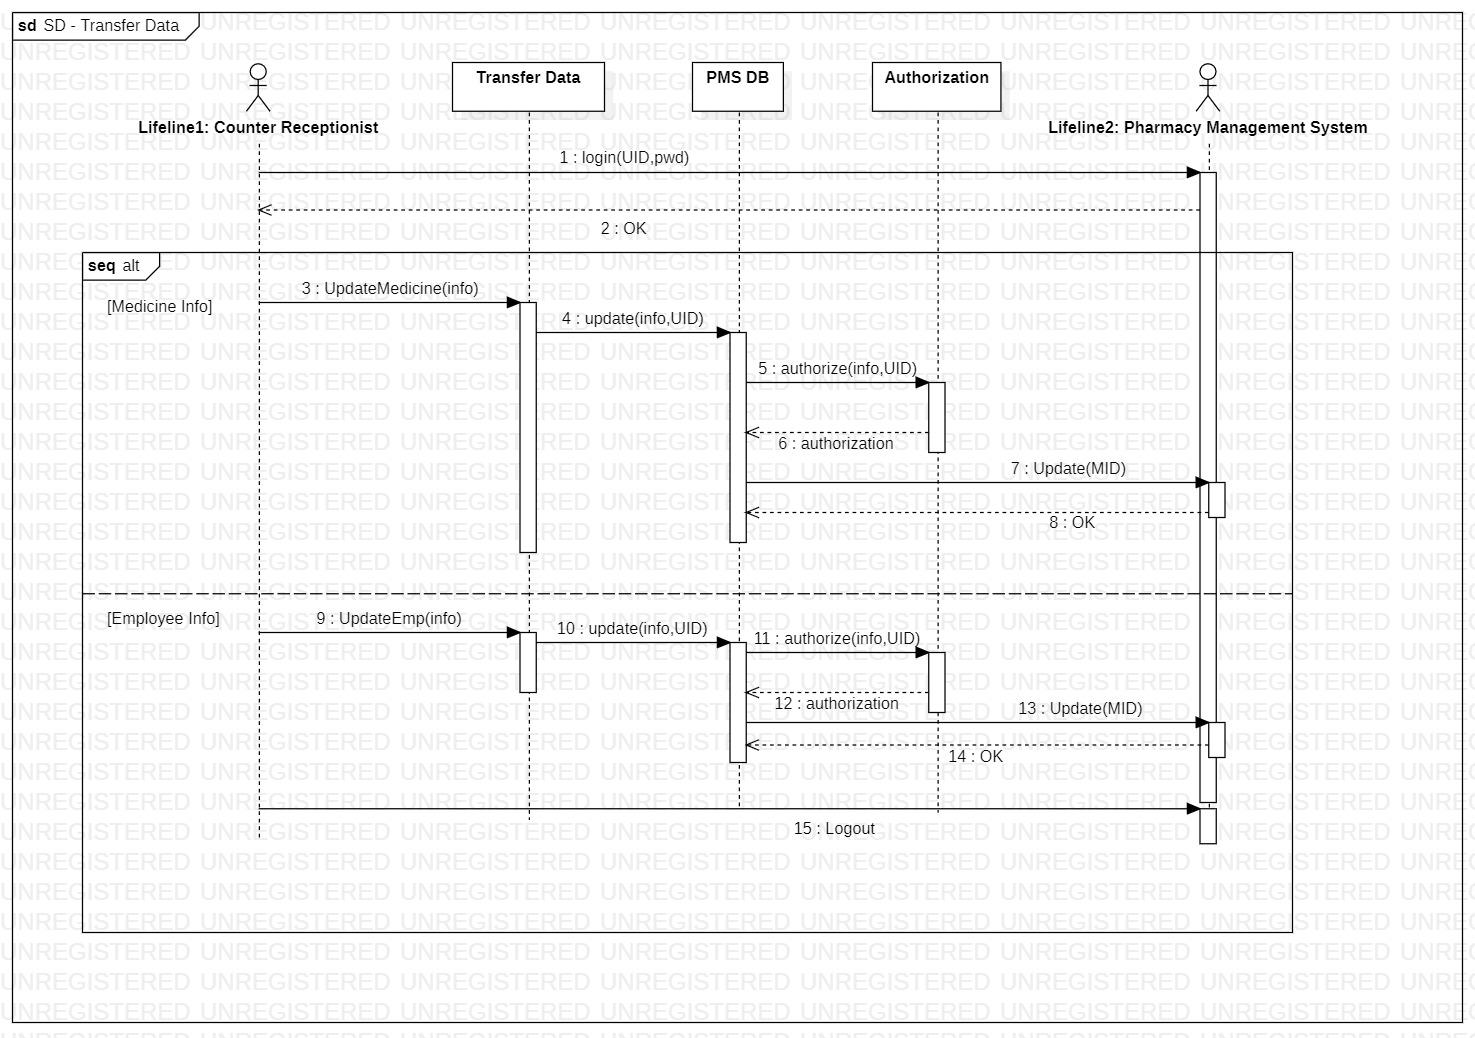 sd SD - Transfer Data
Transfer Data
PMS DB
Authorization
Lifeline1: Counter Receptionist
Lifeline2: Pharmacy Management System
1 : login(UID,pwd)
2 : OK
seq alt
[Medicine Info]
3 : UpdateMedicine(info)
4 : update(info,UID)
5 : authorize(info,UID)
6 : authorization
7 : Update(MID)
8 : OK
[Employee Info]
9 : UpdateEmp(info)
10 : update(info,UID)
11 : authorize(info,UID)
12 : authorization
13 : Update(MID)
14 : OK
15 : Logout
UNREGISTERED